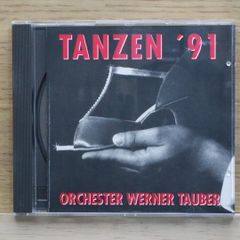 TANZEN ´91
ORCHESTER WERNER TAUBER